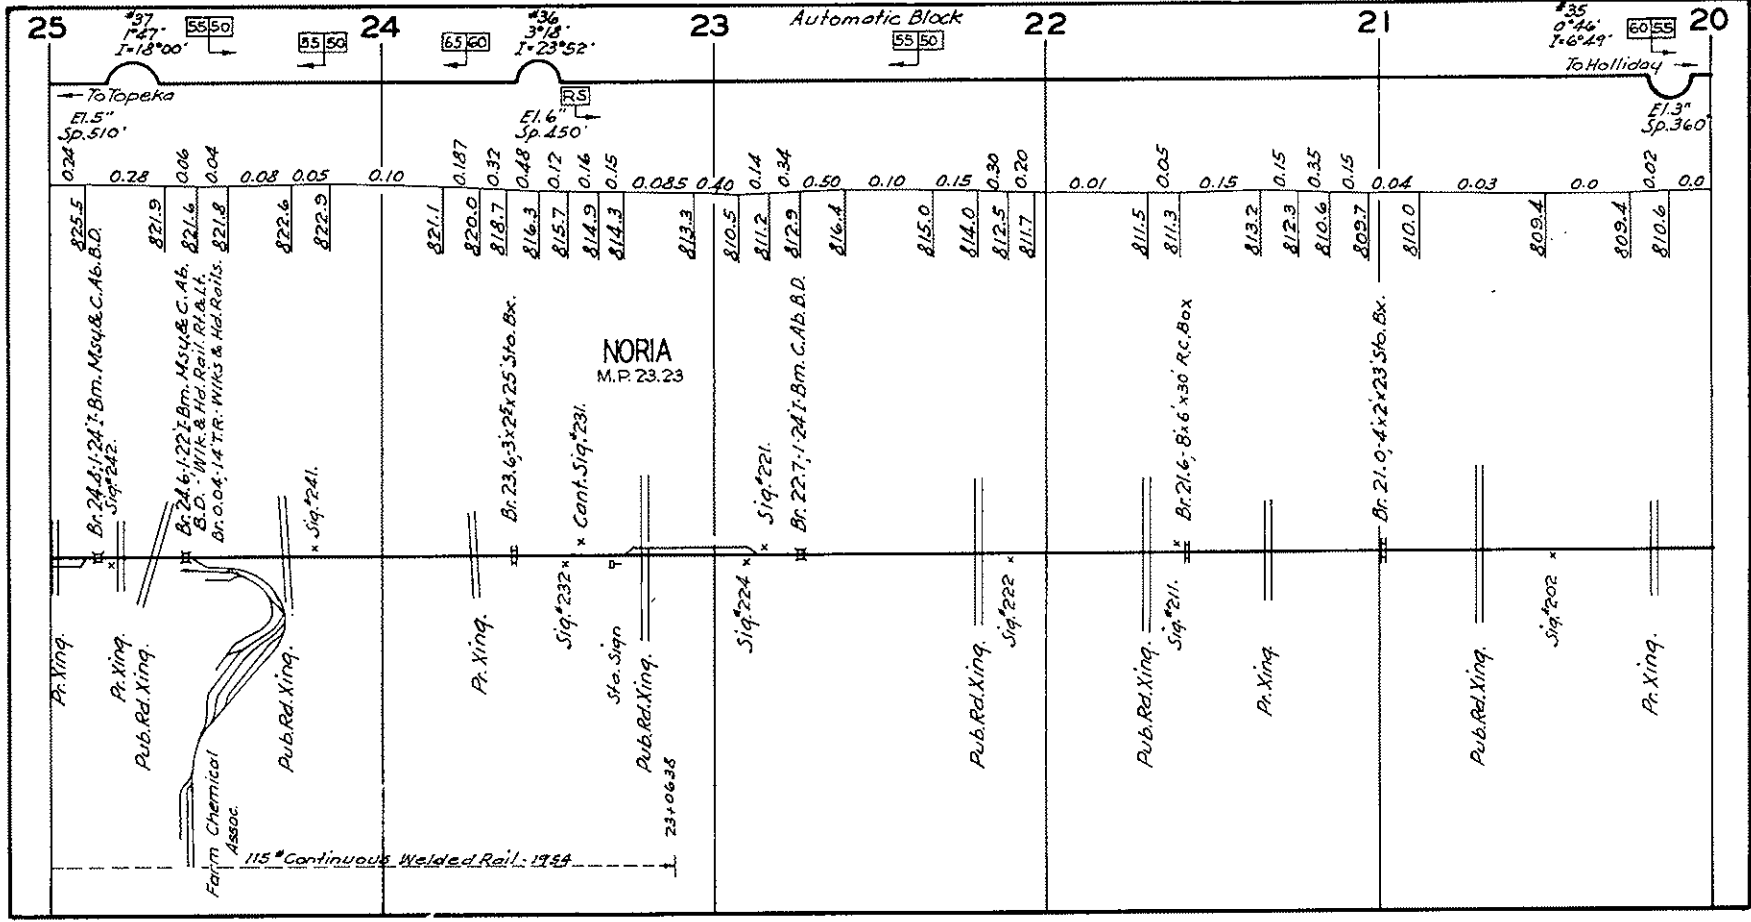 25
24
23
22
21
20
Automatic Block
#37
1°47'
I=18°00'
55 50
55 50
65 60
#36
3°18'
I=23°52'
55 50
#35
0°46'
I=6°49'
60 55
To Holliday
To Topeka
El.5"
Sp.510'
RS
El.6"
Sp.450'
El.3"
Sp.360'
0.24
0.28
0.06
0.04
0.08
0.05
0.10
0.187
0.32
0.48
0.12
0.16
0.15
0.085
0.40
0.14
0.34
0.50
0.10
0.15
0.30
0.20
0.01
0.05
0.15
0.15
0.35
0.15
0.04
0.03
0.0
0.02
0.0
825.5
821.9
821.6
821.8
822.6
822.9
821.1
820.0
818.7
816.3
815.7
814.9
814.3
813.3
810.5
811.2
812.9
816.4
815.0
814.0
812.5
811.7
811.5
811.3
813.2
812.3
810.6
809.7
810.0
809.4
809.4
810.6
Br.24.8;1-24'I-Bm.Msy.&C.Ab.B.D.
Sig.#242.
Br.24.6-1-22'I-Bm.Msy.&C.Ab.
B.D.-Wlk.&Hd.Rail.Rt.&Lt.
Br.0.04,-14'T.R.-Wlks & Hd.Rails.
Sig.#241.
Br.23.6-3'x2⁵x25'Sto.Bx.
NORIA
M.P. 23.23
Cont.Sig.#231.
Sig.#221.
Br.22.7,-1-24'I-Bm.C.Ab.B.D.
Br.21.6,-8'x6'x30'R.C.Box
Br.21.0,-4'x2'x23'Sto.Bx.
Pr.Xing.
Pr.Xing.
Pub.Rd.Xing.
Pub.Rd.Xing.
Pr.Xing.
Sig.#232
Sta.Sign
Pub.Rd.Xing.
Sig.#224
Pub.Rd.Xing.
Sig.#222
Pub.Rd.Xing.
Sig.#211.
Pr.Xing.
Pub.Rd.Xing.
Sig.#202
Pr.Xing.
Farm Chemical
Assoc.
23+0638
115# Continuous Welded Rail-1954